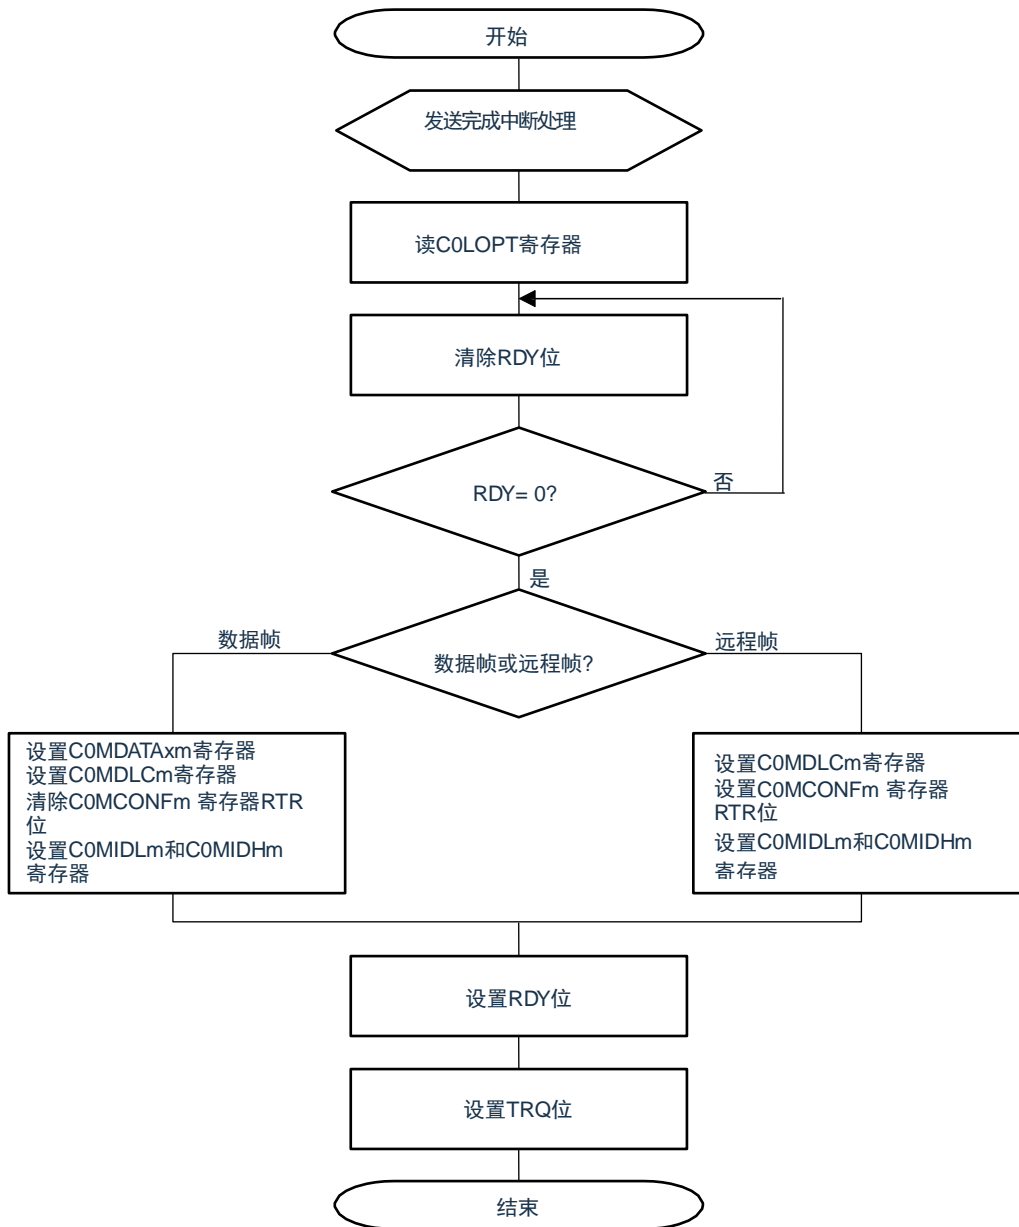 开始
发送完成中断处理
读C0LOPT寄存器
清除RDY位
RDY= 0?
否
是
数据帧
数据帧或远程帧?
远程帧
设置C0MDATAxm寄存器
设置C0MDLCm寄存器
清除C0MCONFm 寄存器RTR
位
设置C0MIDLm和C0MIDHm
寄存器
设置C0MDLCm寄存器
设置C0MCONFm 寄存器
RTR位
设置C0MIDLm和C0MIDHm
寄存器
设置RDY位
设置TRQ位
结束